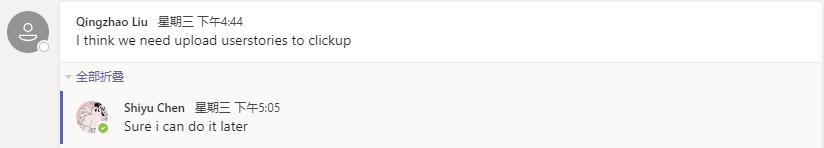 Qingzhao Liu 星期三 下午4:44
I think we need upload userstories to clickup
全部折叠
Shiyu Chen 星期三 下午5:05
Sure i can do it later